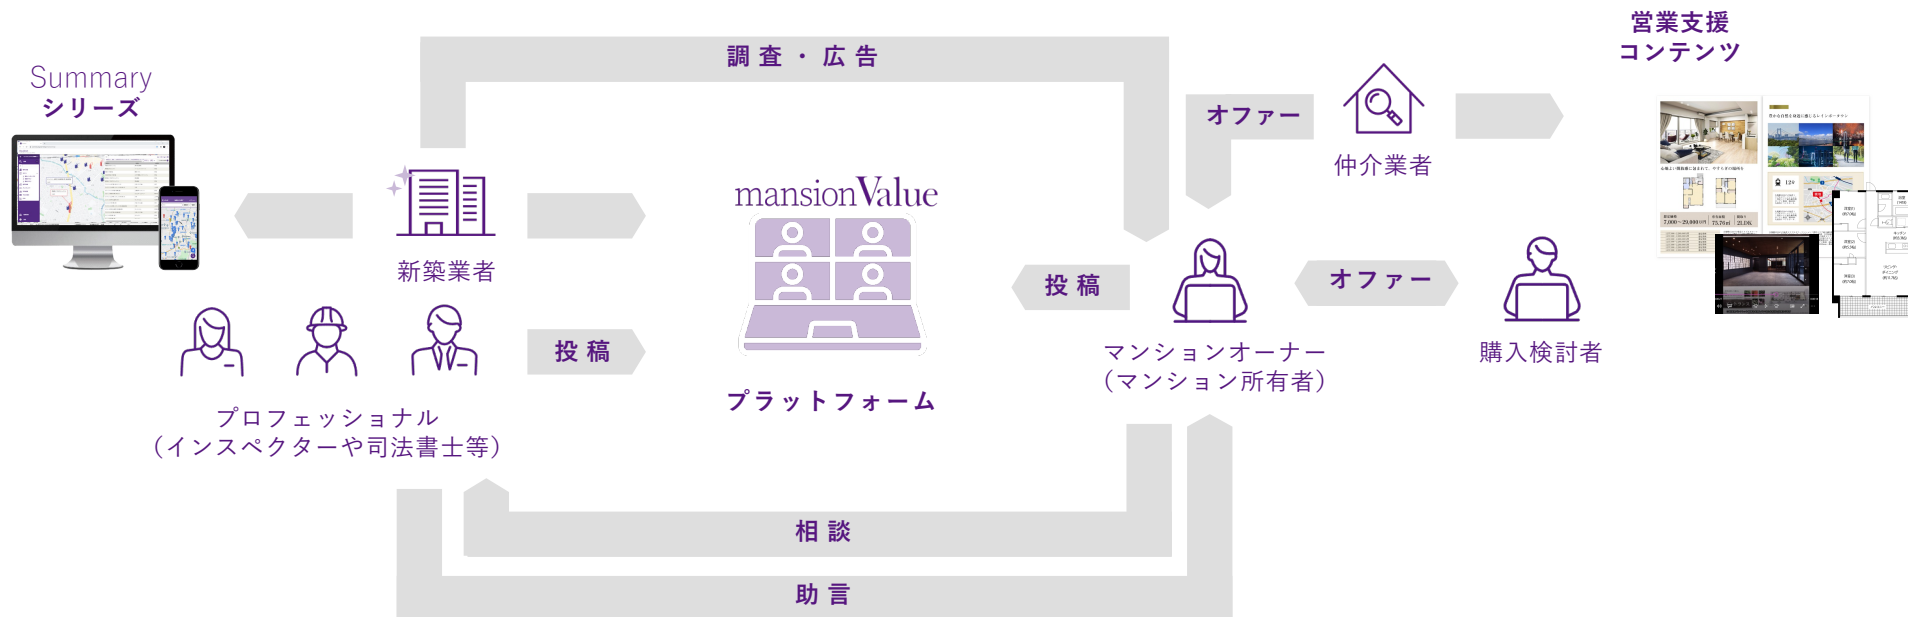 調査・広告
営業支援
コンテンツ
Summary
シリーズ
オファー
仲介業者
mansionValue
新築業者
投稿
オファー
投稿
マンションオーナー
（マンション所有者）
購入検討者
プラットフォーム
プロフェッショナル
（インスペクターや司法書士等）
相談
助言